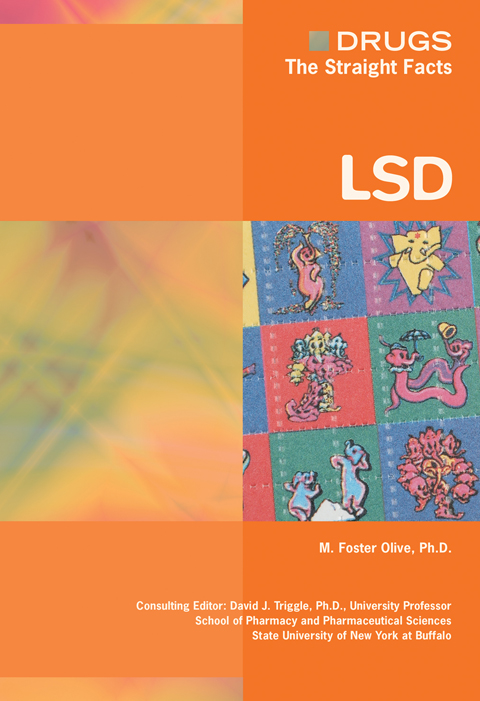 DRUGS
The Straight Facts
LSD
M. Foster Olive, Ph.D.
Consulting Editor: David J. Triggle, Ph.D., University Professor
School of Pharmacy and Pharmaceutical Sciences
State University of New York at Buffalo